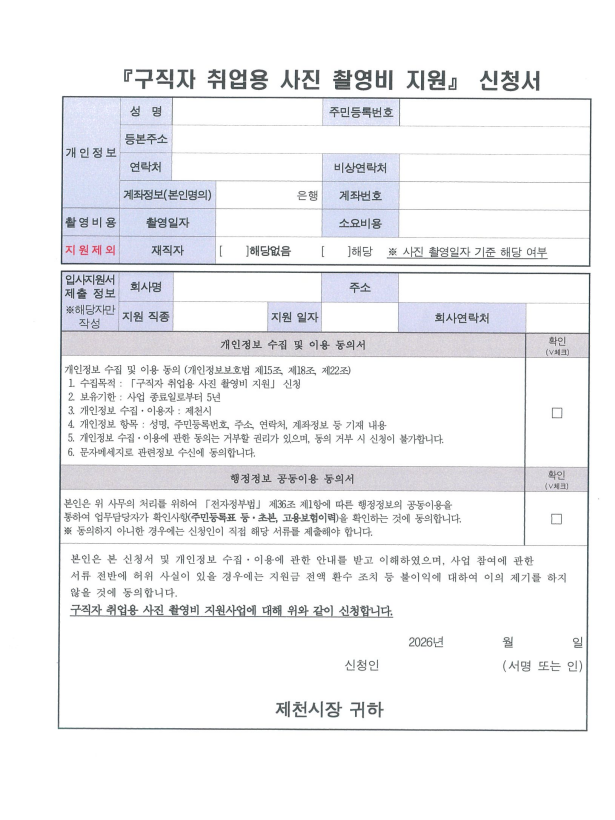 『구직자 취업용 사진 촬영비 지원』 신청서
개인정보
성 명
주민등록번호
등본주소
연락처
비상연락처
계좌정보(본인명의)
은행
계좌번호
촬영비용
촬영일자
소요비용
지원제외
재직자
[ ]해당없음 [ ]해당 ※ 사진 촬영일자 기준 해당 여부
입사지원서
제출 정보
※해당자만
작성
회사명
주소
지원 직종
지원 일자
회사연락처
개인정보 수집 및 이용 동의서
확인
(∨체크)
개인정보 수집 및 이용 동의 (개인정보보호법 제15조, 제18조, 제22조)
1. 수집목적 : 「구직자 취업용 사진 촬영비 지원」 신청
2. 보유기한 : 사업 종료일로부터 5년
3. 개인정보 수집·이용자 : 제천시
4. 개인정보 항목 : 성명, 주민등록번호, 주소, 연락처, 계좌정보 등 기재 내용
5. 개인정보 수집·이용에 관한 동의는 거부할 권리가 있으며, 동의 거부 시 신청이 불가합니다.
6. 문자메세지로 관련정보 수신에 동의합니다.
□
행정정보 공동이용 동의서
확인
(∨체크)
본인은 위 사무의 처리를 위하여 「전자정부법」 제36조 제1항에 따른 행정정보의 공동이용을
통하여 업무담당자가 확인사항(주민등록표 등·초본, 고용보험이력)을 확인하는 것에 동의합니다.
※ 동의하지 아니한 경우에는 신청인이 직접 해당 서류를 제출해야 합니다.
□
본인은 본 신청서 및 개인정보 수집·이용에 관한 안내를 받고 이해하였으며, 사업 참여에 관한
서류 전반에 허위 사실이 있을 경우에는 지원금 전액 환수 조치 등 불이익에 대하여 이의 제기를 하지
않을 것에 동의합니다.
구직자 취업용 사진 촬영비 지원사업에 대해 위와 같이 신청합니다.
2026년 월 일
신청인 (서명 또는 인)
제천시장 귀하